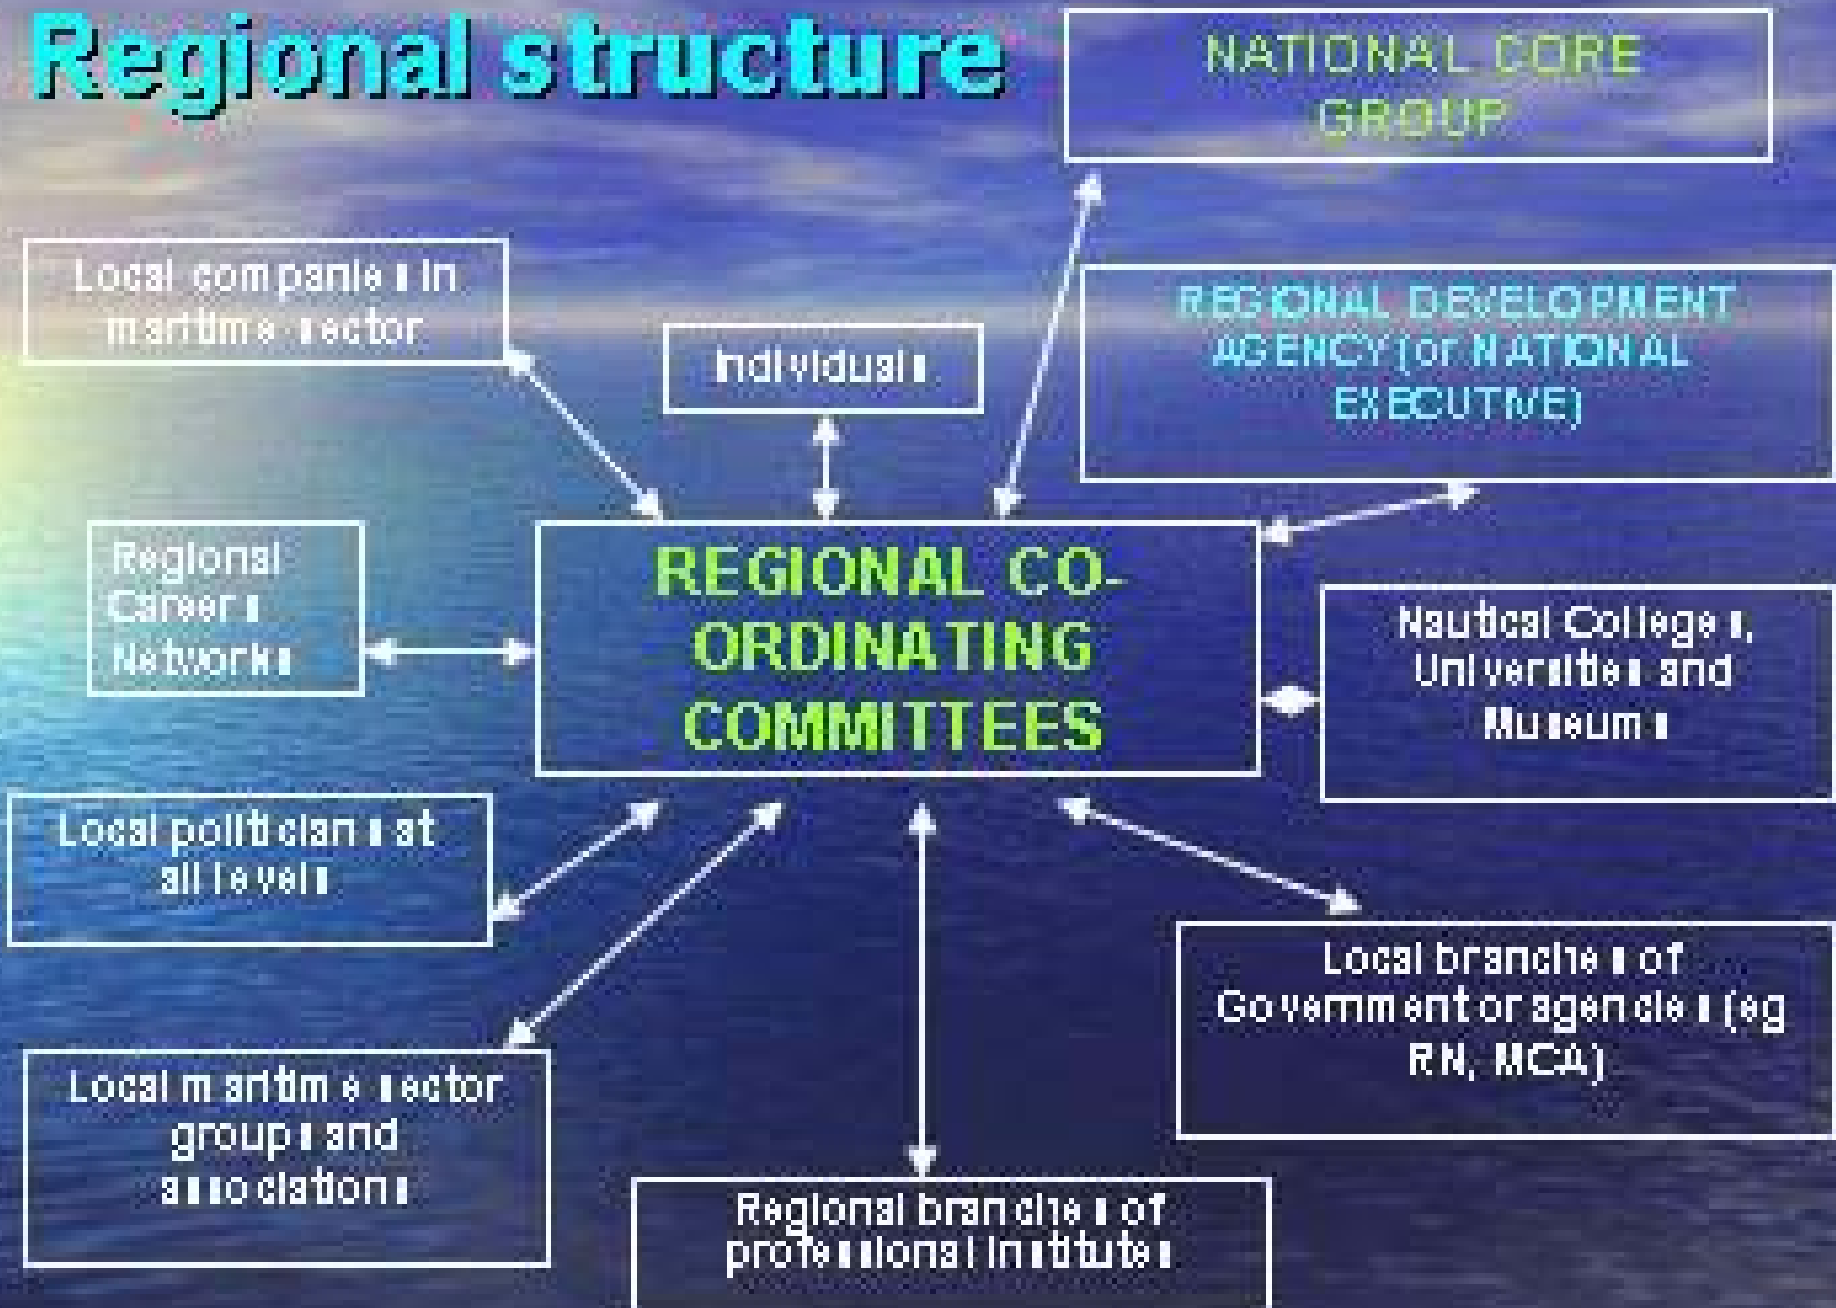 Regional structure
NATIONAL CORE
GROUP
Local companies in
maritime sector
Individuals
REGIONAL DEVELOPMENT
AGENCY (or NATIONAL
EXECUTIVE)
Regional
Careers
Networks
REGIONAL CO-
ORDINATING
COMMITTEES
Nautical Colleges,
Universities and
Museums
Local politicians at
all levels
Local branches of
Government or agencies (eg
RN, MCA)
Local maritime sector
groups and
associations
Regional branches of
professional institutes